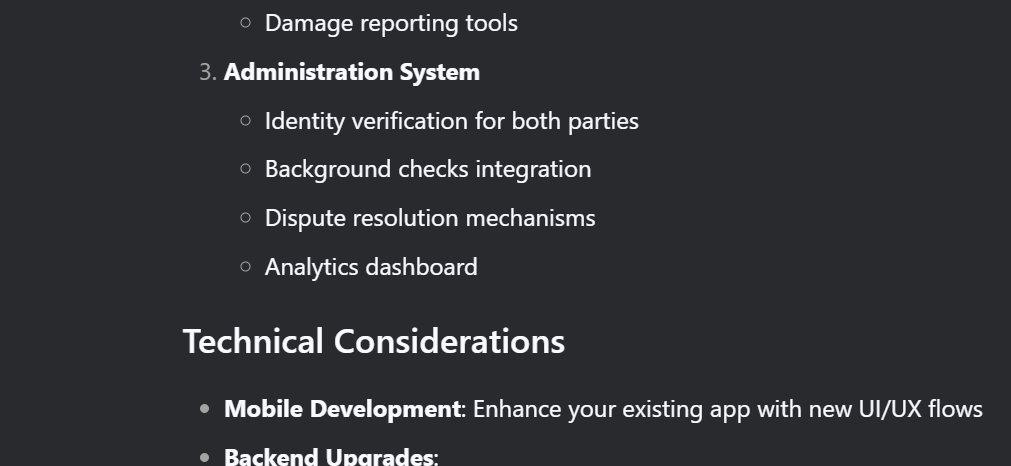 Damage reporting tools
3. Administration System
Identity verification for both parties
Background checks integration
Dispute resolution mechanisms
Analytics dashboard
Technical Considerations
Mobile Development: Enhance your existing app with new UI/UX flows
Backend Upgrades: